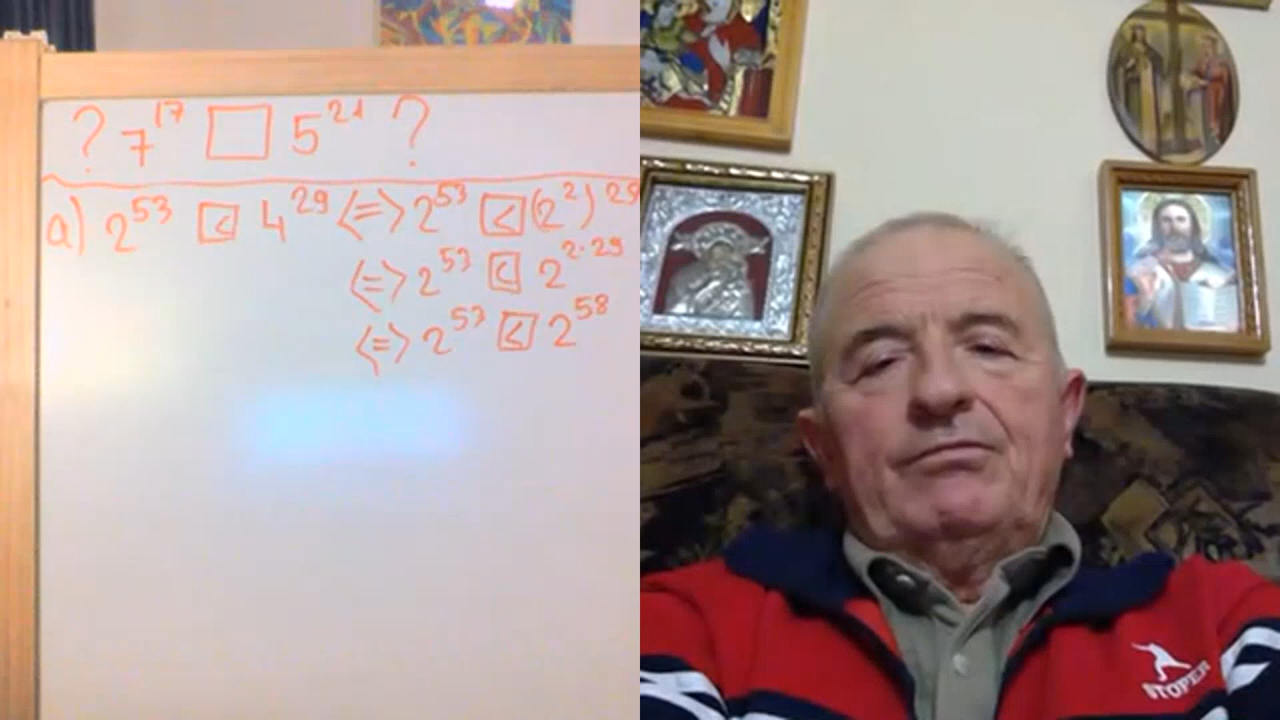 ? 7^17 □ 5^21 ?
a) 2^53 < 4^29 <=> 2^53 < (2^2)^29
<=> 2^53 < 2^2·29
<=> 2^53 < 2^58
STOPER